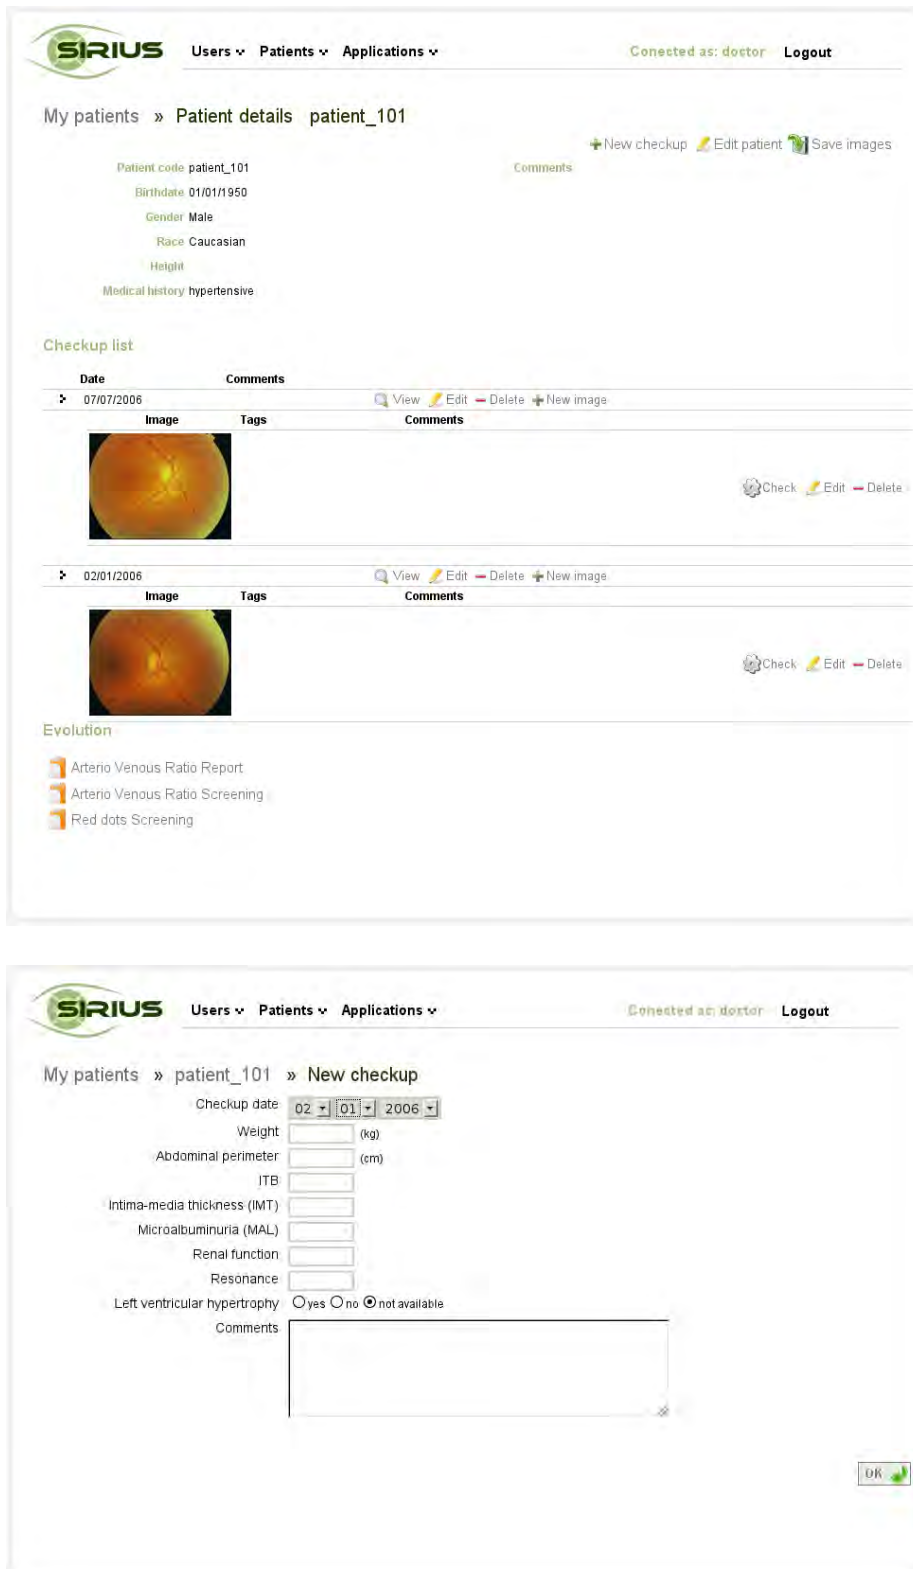 SIRIUS Users Patients Applications Conected as: doctor Logout
My patients » Patient details patient_101
New checkup Edit patient Save images
Patient code patient_101 Comments
Birthdate 01/01/1950
Gender Male
Race Caucasian
Height
Medical history hypertensive
Checkup list
Date Comments
07/07/2006 View Edit Delete New image
Image Tags Comments
Check Edit Delete
02/01/2006 View Edit Delete New image
Image Tags Comments
Check Edit Delete
Evolution
Arterio Venous Ratio Report
Arterio Venous Ratio Screening
Red dots Screening
SIRIUS Users Patients Applications Conected as: doctor Logout
My patients » patient_101 » New checkup
Checkup date 02 01 2006
Weight (kg)
Abdominal perimeter (cm)
ITB
Intima-media thickness (IMT)
Microalbuminuria (MAL)
Renal function
Resonance
Left ventricular hypertrophy yes no not available
Comments
OK